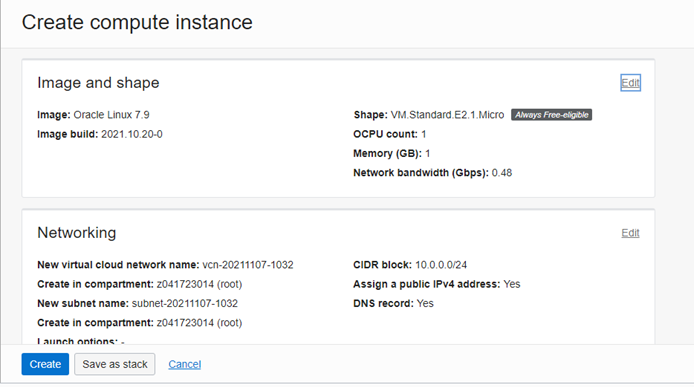 Create compute instance
Image and shape
Edit
Image: Oracle Linux 7.9
Image build: 2021.10.20-0
Shape: VM.Standard.E2.1.Micro Always Free-eligible
OCPU count: 1
Memory (GB): 1
Network bandwidth (Gbps): 0.48
Networking
Edit
New virtual cloud network name: vcn-20211107-1032
Create in compartment: z041723014 (root)
New subnet name: subnet-20211107-1032
Create in compartment: z041723014 (root)
Launch options: -
CIDR block: 10.0.0.0/24
Assign a public IPv4 address: Yes
DNS record: Yes
Create
Save as stack
Cancel